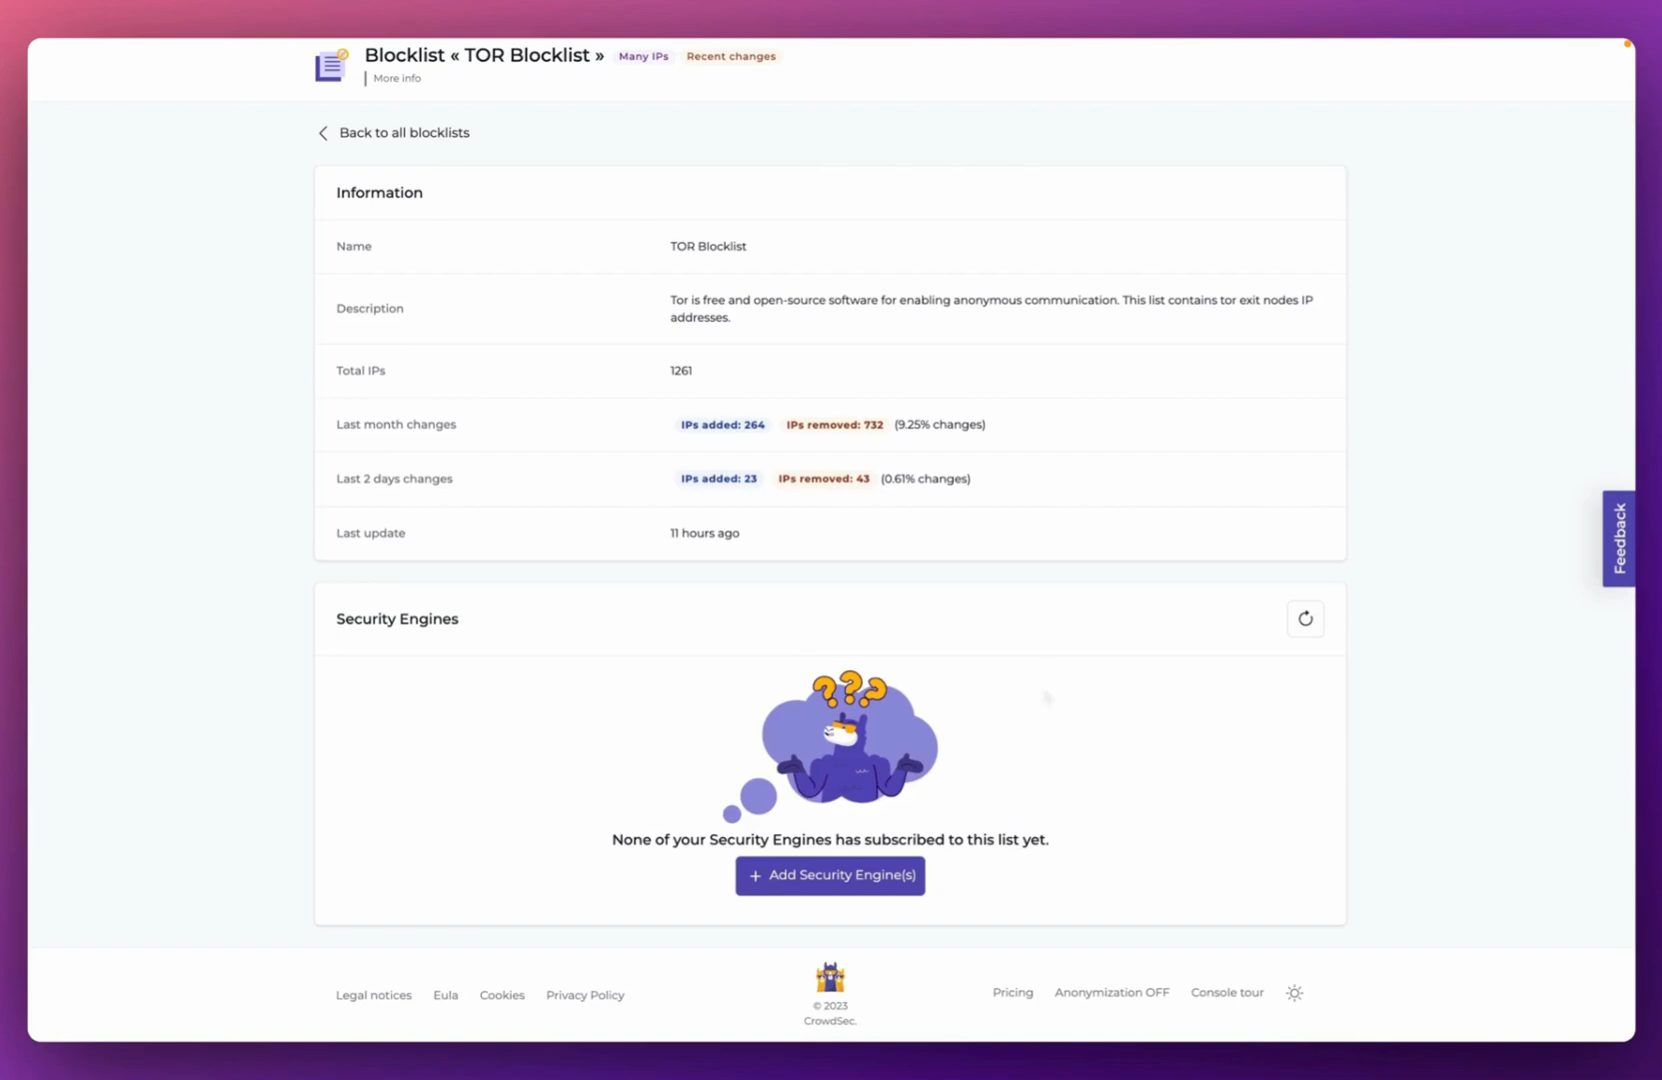 Blocklist « TOR Blocklist » Many IPs Recent changes
More info
Back to all blocklists
Information
Name TOR Blocklist
Description Tor is free and open-source software for enabling anonymous communication. This list contains tor exit nodes IP
addresses.
Total IPs 1261
Last month changes IPs added: 264 IPs removed: 732 (9.25% changes)
Last 2 days changes IPs added: 23 IPs removed: 43 (0.61% changes)
Last update 11 hours ago
Feedback
Security Engines
???
None of your Security Engines has subscribed to this list yet.
+ Add Security Engine(s)
Legal notices Eula Cookies Privacy Policy
© 2023
CrowdSec.
Pricing Anonymization OFF Console tour